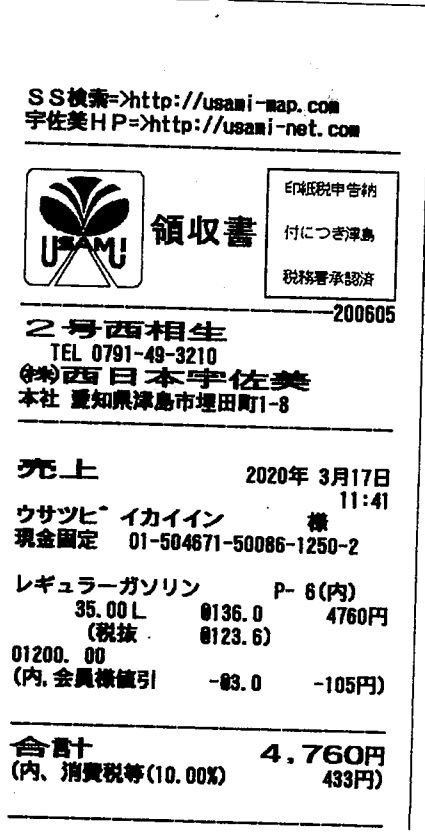 SS検索=>http://usami-map.com
宇佐美HP=>http://usami-net.com
USAMI
領収書
印紙税申告納
付につき津島
税務署承認済
200605
2号西相生
TEL 0791-49-3210
㈱西日本宇佐美
本社 愛知県津島市埋田町1-8
売上 2020年 3月17日
11:41
ウサツピ゛イカイイン 様
現金固定 01-504671-50086-1250-2
レギュラーガソリン P- 6(内)
35.00L @136.0 4760円
(税抜 @123.6)
01200. 00
(内,会員様値引 -@3.0 -105円)
合計 4,760円
(内、消費税等(10.00%) 433円)